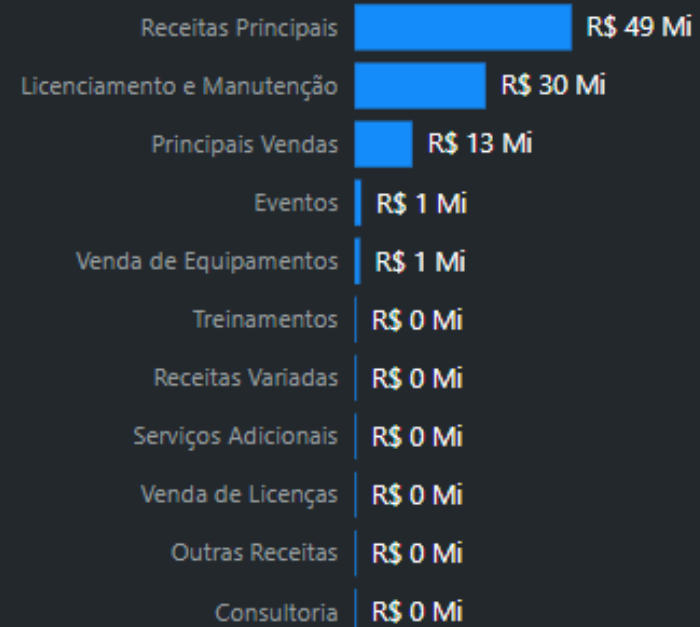 Receitas Principais R$ 49 Mi
Licenciamento e Manutenção R$ 30 Mi
Principais Vendas R$ 13 Mi
Eventos R$ 1 Mi
Venda de Equipamentos R$ 1 Mi
Treinamentos R$ 0 Mi
Receitas Variadas R$ 0 Mi
Serviços Adicionais R$ 0 Mi
Venda de Licenças R$ 0 Mi
Outras Receitas R$ 0 Mi
Consultoria R$ 0 Mi